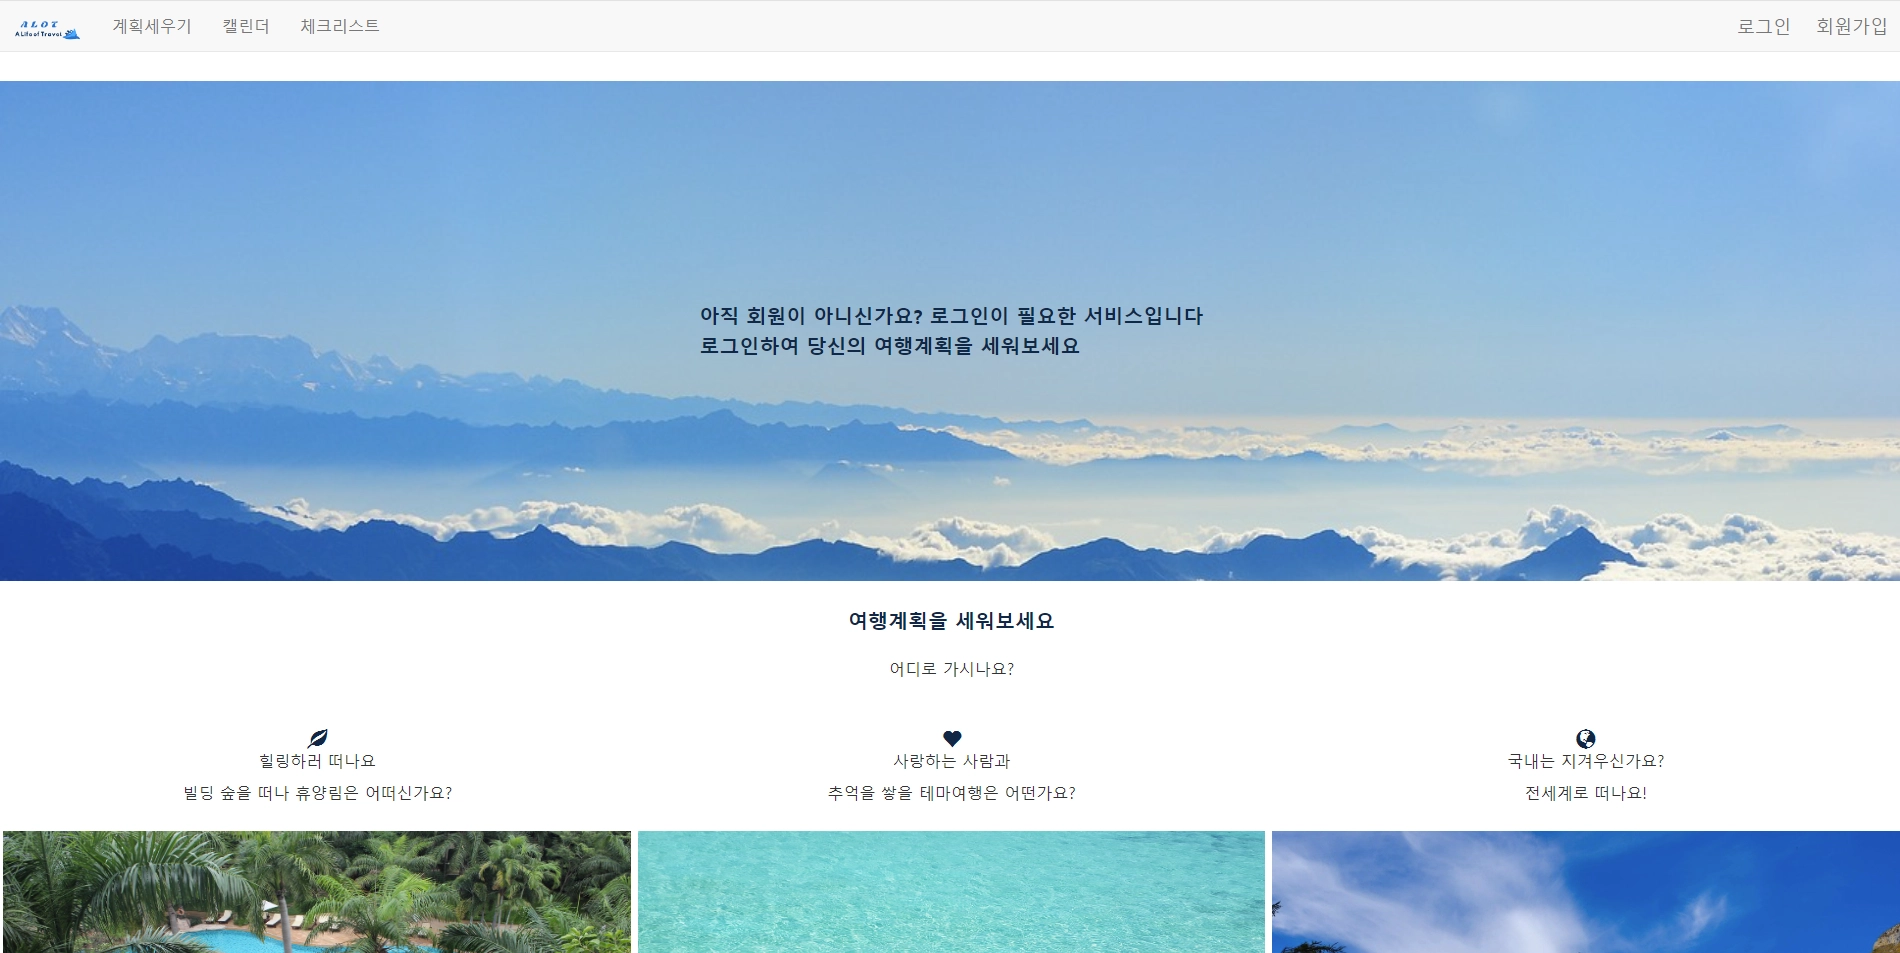 ALOT
A Life of Travel
계획세우기 캘린더 체크리스트 로그인 회원가입
아직 회원이 아니신가요? 로그인이 필요한 서비스입니다
로그인하여 당신의 여행계획을 세워보세요
여행계획을 세워보세요
어디로 가시나요?
힐링하러 떠나요
빌딩 숲을 떠나 휴양림은 어떠신가요?
사랑하는 사람과
추억을 쌓을 테마여행은 어떤가요?
국내는 지겨우신가요?
전세계로 떠나요!